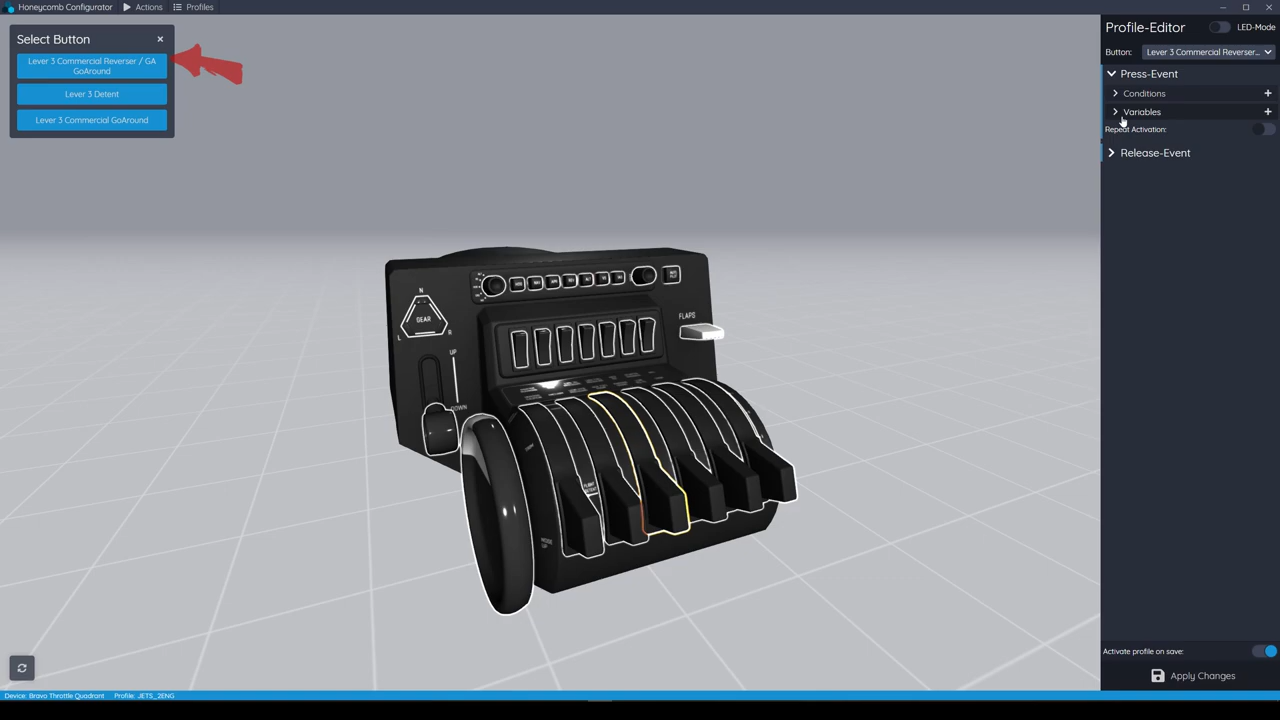 Honeycomb Configurator
Actions
Profiles
Select Button
Lever 3 Commercial Reverser / GA
GoAround
Lever 3 Detent
Lever 3 Commercial GoAround
Profile-Editor
LED-Mode
Button:
Lever 3 Commercial Reverser...
Press-Event
Conditions
Variables
Repeat Activation:
Release-Event
N
GEAR
L
R
UP
DOWN
FLAPS
Activate profile on save:
Apply Changes
Device: Bravo Throttle Quadrant
Profile: JETS_2ENG